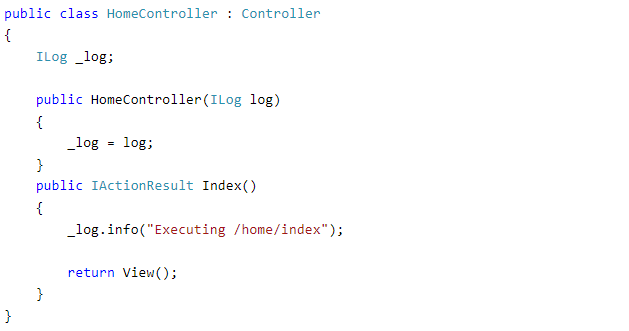 public class HomeController : Controller
{
    ILog _log;

    public HomeController(ILog log)
    {
        _log = log;
    }
    public IActionResult Index()
    {
        _log.info("Executing /home/index");

        return View();
    }
}